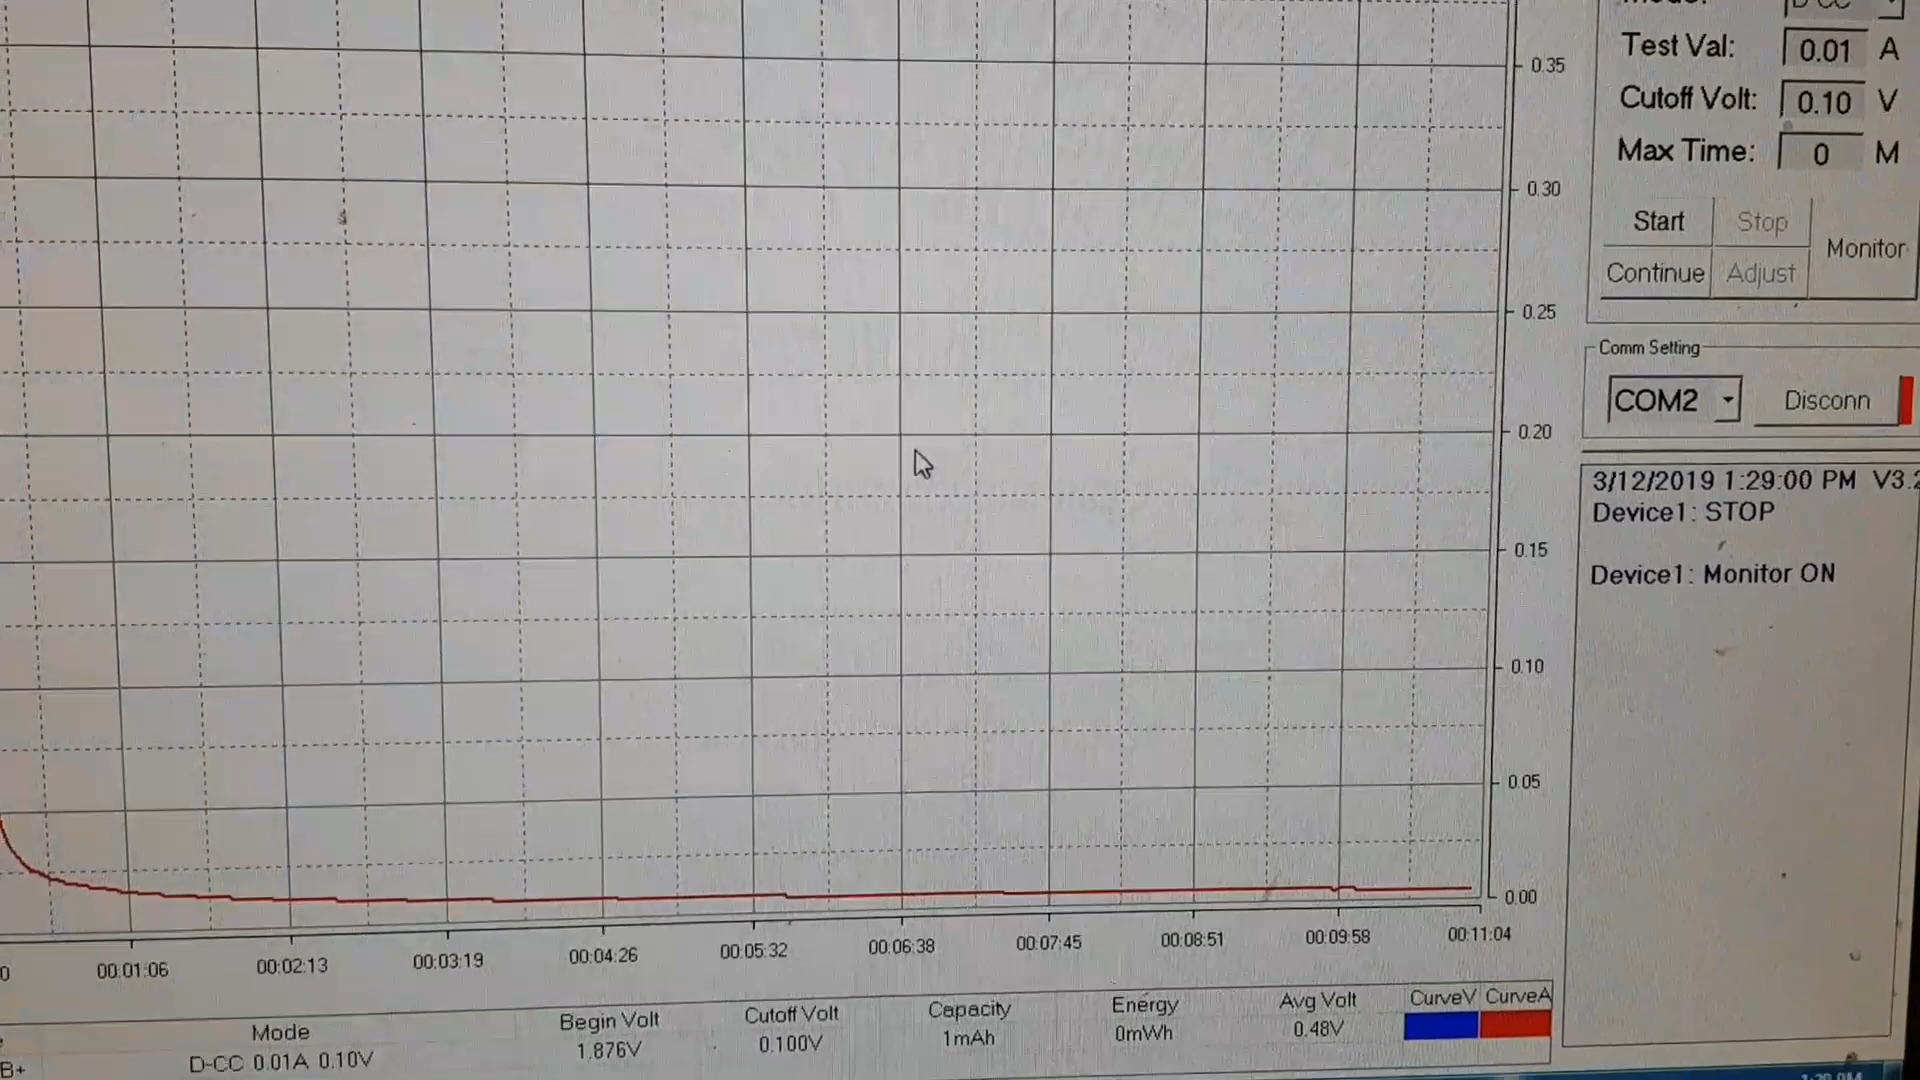 Test Val: 0.01 A
Cutoff Volt: 0.10 V
Max Time: 0 M
Start Stop Monitor
Continue Adjust
Comm Setting
COM2 Disconn
3/12/2019 1:29:00 PM V3.2
Device1: STOP
Device1: Monitor ON
0.35
0.30
0.25
0.20
0.15
0.10
0.05
0.00
0 00:01:06 00:02:13 00:03:19 00:04:26 00:05:32 00:06:38 00:07:45 00:08:51 00:09:58 00:11:04
Mode Begin Volt Cutoff Volt Capacity Energy Avg Volt CurveV CurveA
B+ D-CC 0.01A 0.10V 1.876V 0.100V 1mAh 0mWh 0.48V